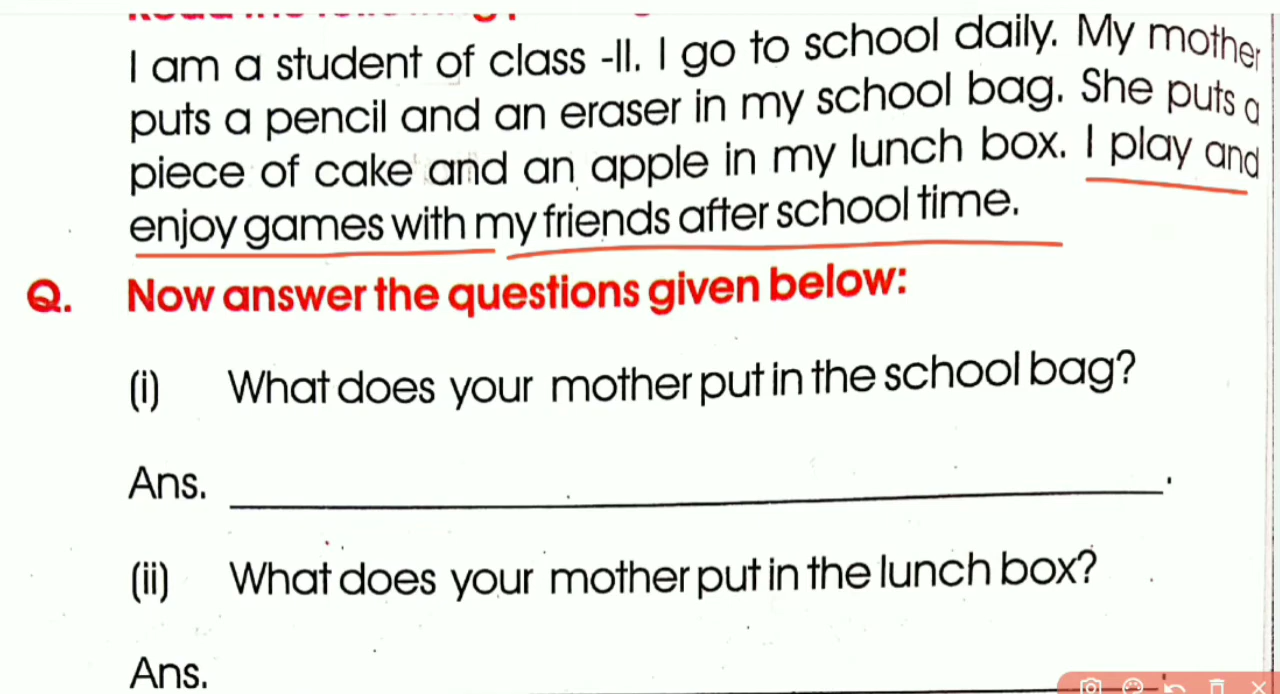 I am a student of class -II. I go to school daily. My mother
puts a pencil and an eraser in my school bag. She puts a
piece of cake and an apple in my lunch box. I play and
enjoy games with my friends after school time.
Q. Now answer the questions given below:
(i) What does your mother put in the school bag?
Ans. ______________________________.
(ii) What does your mother put in the lunch box?
Ans. ______________________________